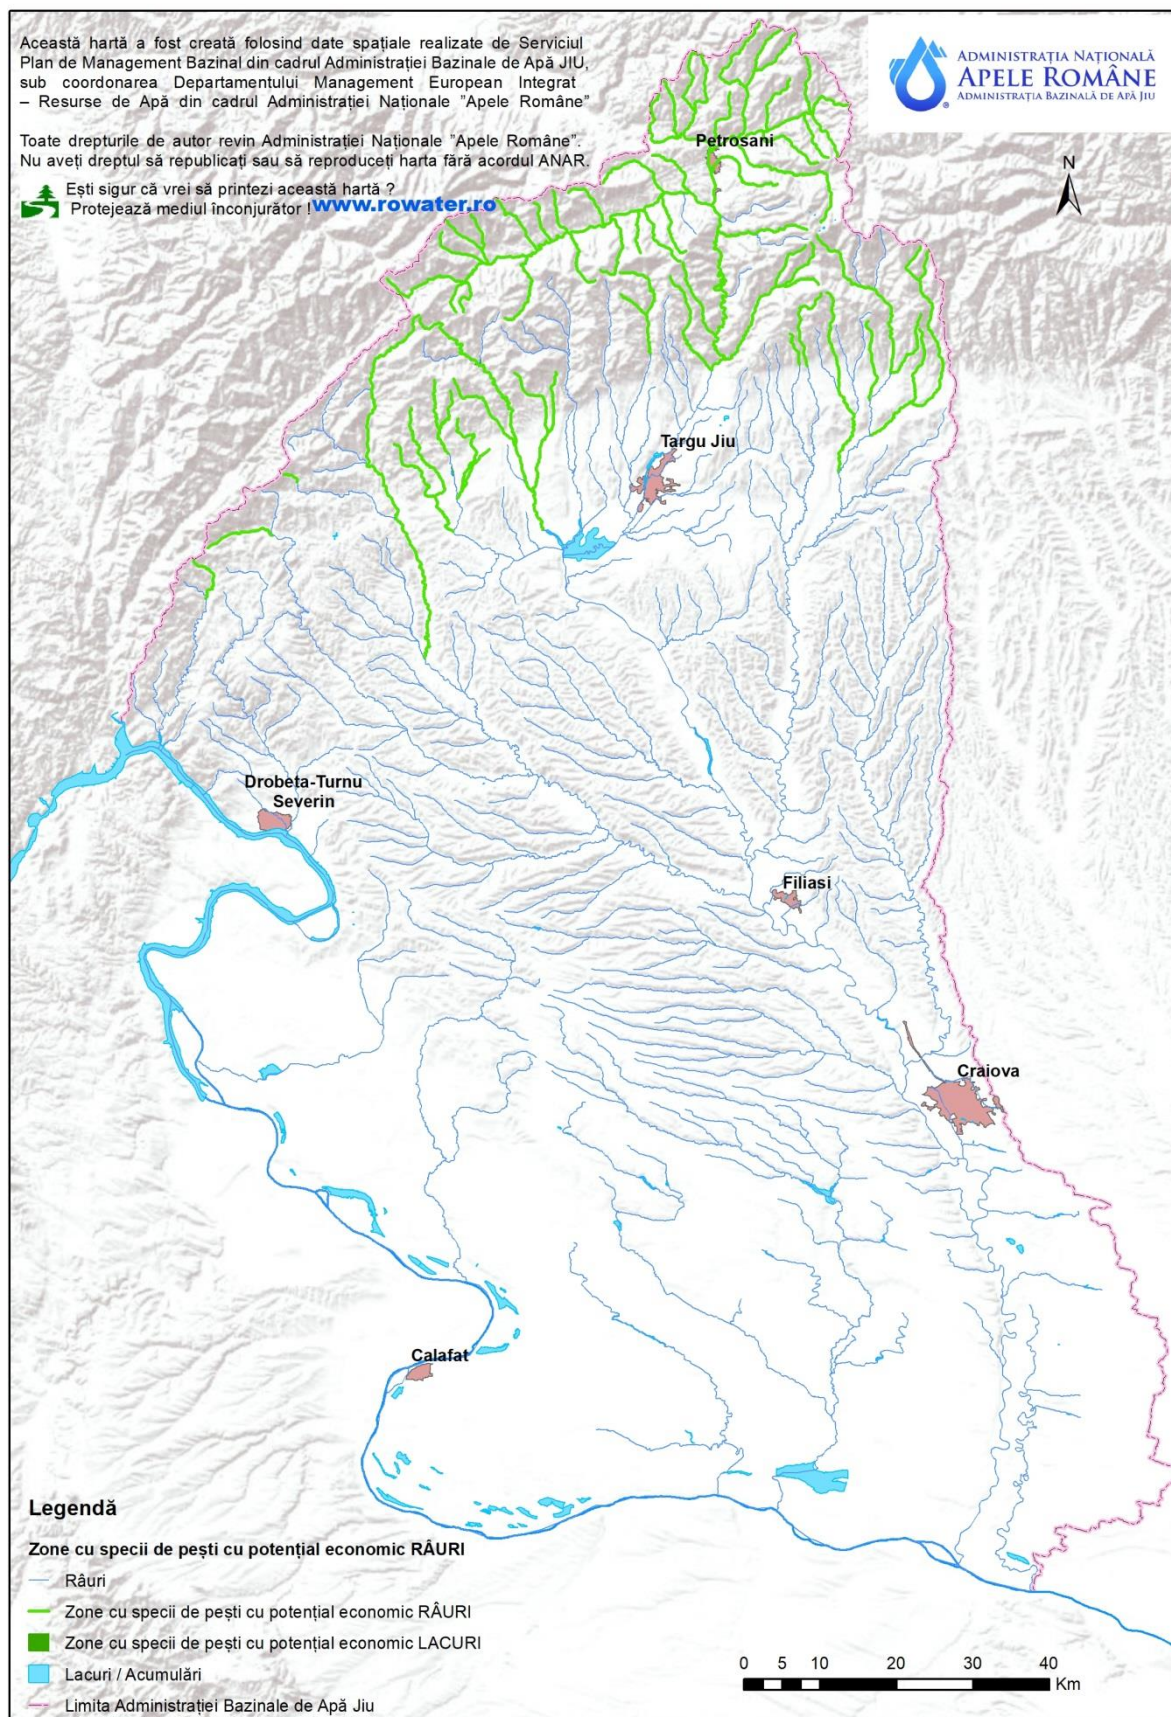 Această hartă a fost creată folosind date spațiale realizate de Serviciul
Plan de Management Bazinal din cadrul Administrației Bazinale de Apă JIU,
sub coordonarea Departamentului Management European Integrat
– Resurse de Apă din cadrul Administrației Naționale "Apele Române"
Toate drepturile de autor revin Administrației Naționale "Apele Române".
Nu aveți dreptul să republicați sau să reproduceți harta fără acordul ANAR.
Ești sigur că vrei să printezi această hartă ?
Protejează mediul înconjurător ! www.rowater.ro
ADMINISTRAȚIA NAȚIONALĂ
APELE ROMÂNE
ADMINISTRAȚIA BAZINALĂ DE APĂ JIU
®
N
Petrosani
Targu Jiu
Drobeta-Turnu
Severin
Filiasi
Craiova
Calafat
Legendă
Zone cu specii de pești cu potențial economic RÂURI
Râuri
Zone cu specii de pești cu potențial economic RÂURI
Zone cu specii de pești cu potențial economic LACURI
Lacuri / Acumulări
Limita Administrației Bazinale de Apă Jiu
0 5 10 20 30 40
Km